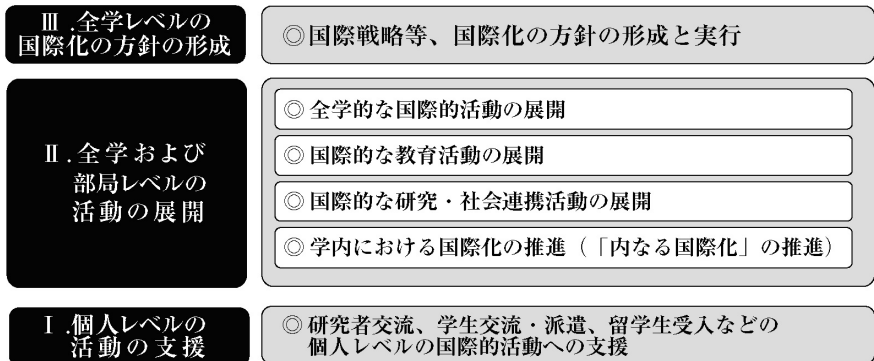 Ⅲ.全学レベルの
国際化の方針の形成
◎国際戦略等、国際化の方針の形成と実行
Ⅱ.全学および
部局レベルの
活動の展開
◎全学的な国際的活動の展開
◎国際的な教育活動の展開
◎国際的な研究・社会連携活動の展開
◎学内における国際化の推進(「内なる国際化」の推進)
Ⅰ.個人レベルの
活動の支援
◎研究者交流、学生交流・派遣、留学生受入などの
個人レベルの国際的活動への支援